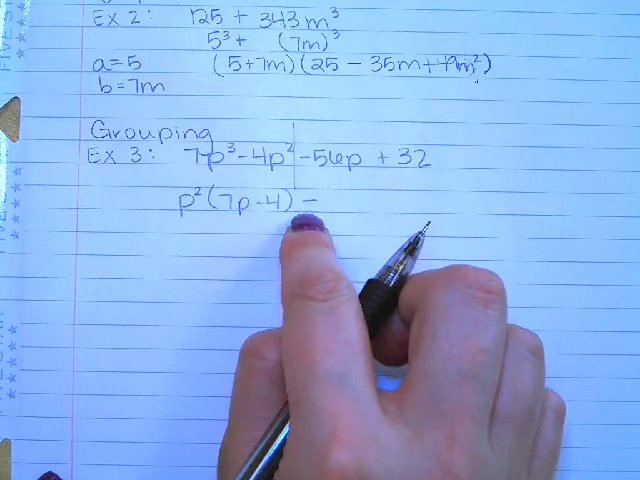 Ex 2: 125 + 343m³
5³ + (7m)³
a=5 (5+7m)(25 - 35m+49m²)
b=7m
Grouping
Ex 3: 7p³-4p²-56p + 32
p²(7p-4) -